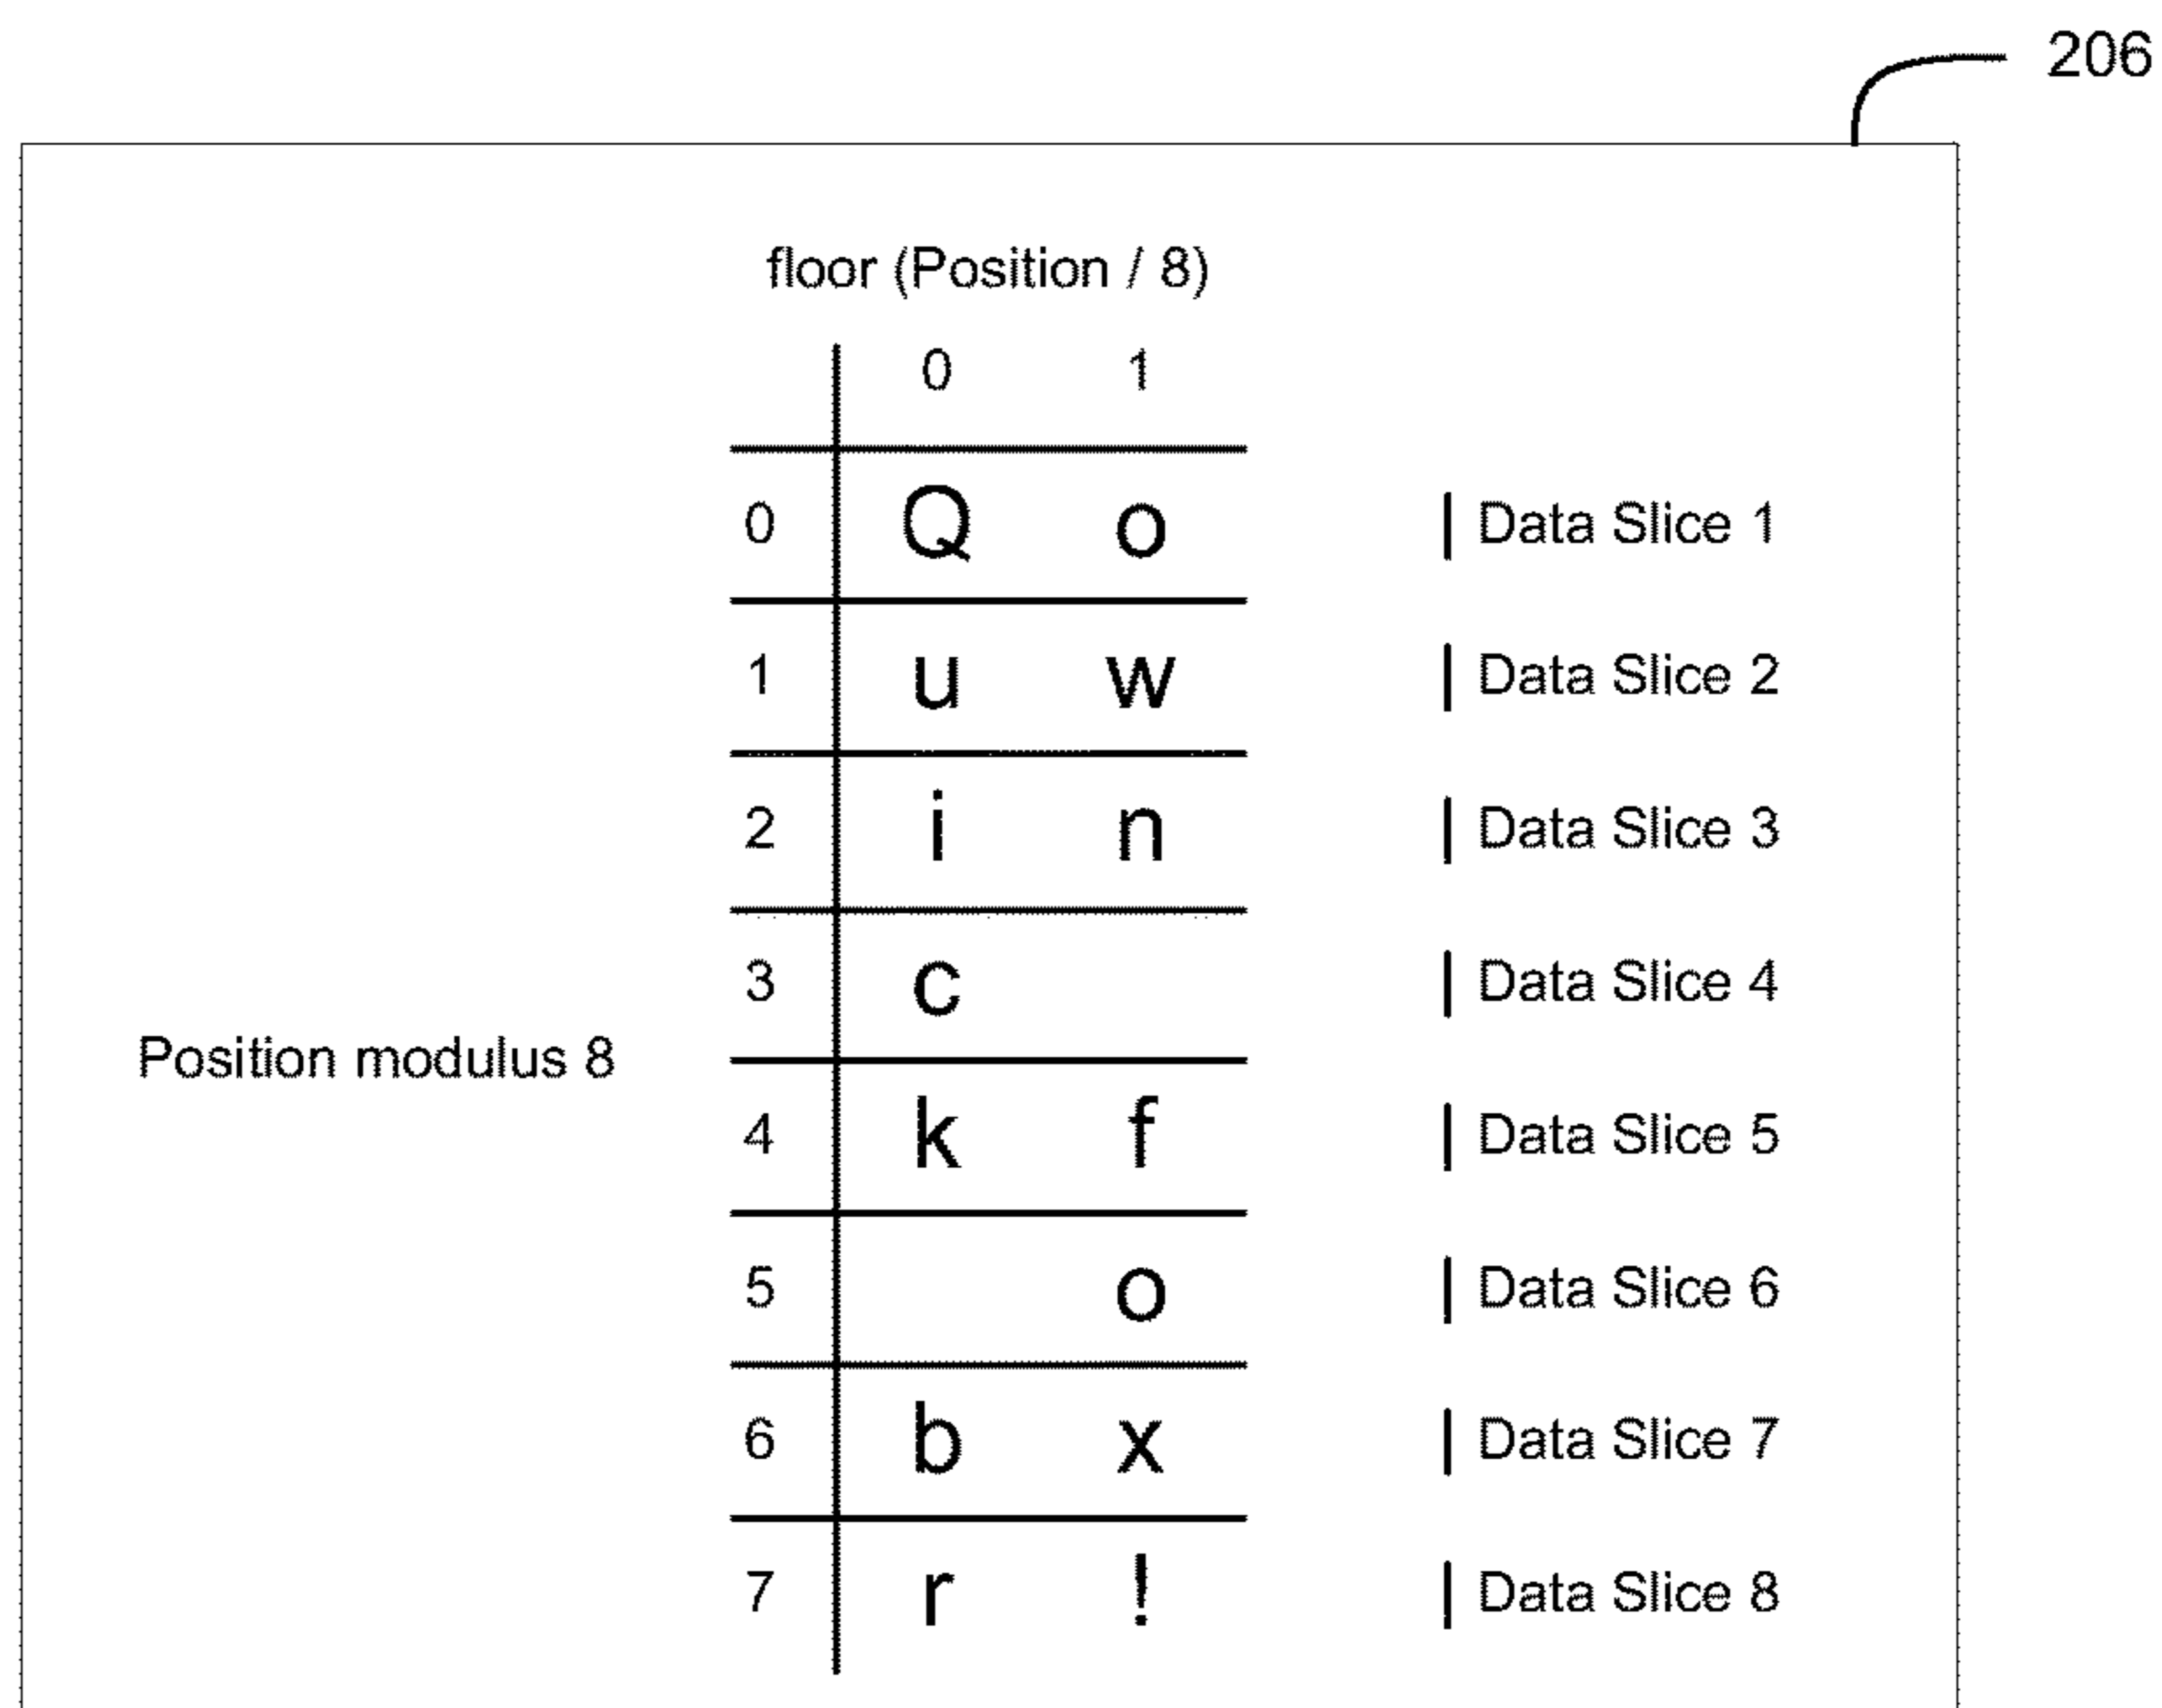 206
floor (Position / 8)
0 1
0 Q o | Data Slice 1
1 u w | Data Slice 2
2 i n | Data Slice 3
3 c | Data Slice 4
Position modulus 8
4 k f | Data Slice 5
5 o | Data Slice 6
6 b x | Data Slice 7
7 r ! | Data Slice 8